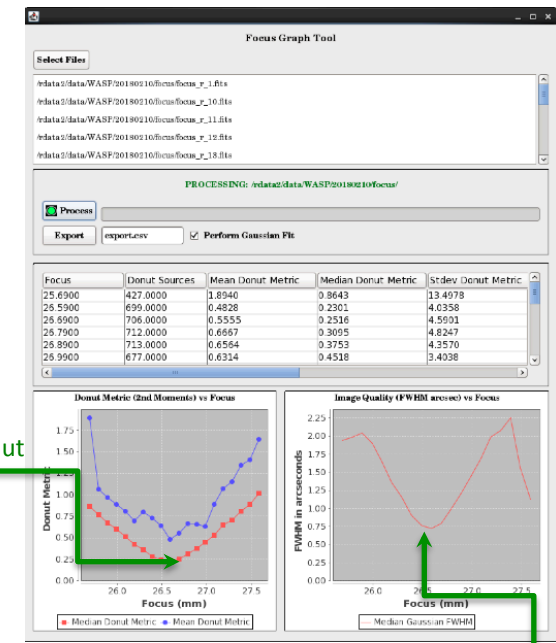 Focus Graph Tool
Select Files
/rdata2/data/WASP/20180210/focus/focus_r_1.fits
/rdata2/data/WASP/20180210/focus/focus_r_10.fits
/rdata2/data/WASP/20180210/focus/focus_r_11.fits
/rdata2/data/WASP/20180210/focus/focus_r_12.fits
/rdata2/data/WASP/20180210/focus/focus_r_13.fits
PROCESSING: /rdata2/data/WASP/20180210/focus/
Process
Export export.csv Perform Gaussian Fit
Focus Donut Sources Mean Donut Metric Median Donut Metric Stdev Donut Metric
25.6900 427.0000 1.8940 0.8643 13.4978
26.5900 699.0000 0.4828 0.2301 4.0358
26.6900 706.0000 0.5555 0.2516 4.5901
26.7900 712.0000 0.6667 0.3095 4.8247
26.8900 713.0000 0.6564 0.3753 4.3570
26.9900 677.0000 0.6314 0.4518 3.4038
Donut Metric (2nd Moments) vs Focus
1.75
1.50
1.00
0.75
0.50
0.25
0.00
Donut Metric
26.0 26.5 27.0 27.5
Focus (mm)
Median Donut Metric Mean Donut Metric
ut
Image Quality (FWHM arcsec) vs Focus
2.25
2.00
1.75
1.50
1.25
1.00
0.75
0.50
0.25
0.00
FWHM in arcseconds
26.0 26.5 27.0 27.5
Focus (mm)
Median Gaussian FWHM